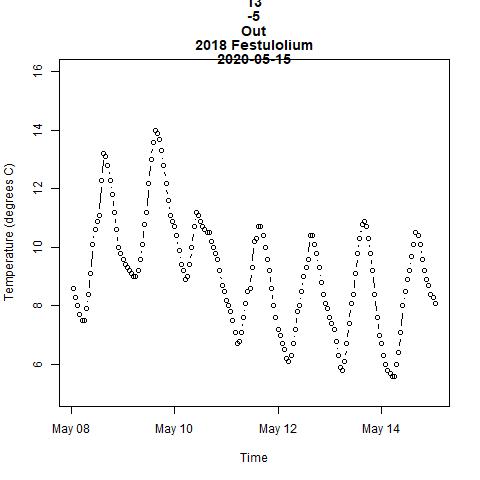 13
-5
Out
2018 Festulolium
2020-05-15
16
14
12
10
8
6
Temperature (degrees C)
May 08
May 10
May 12
May 14
Time